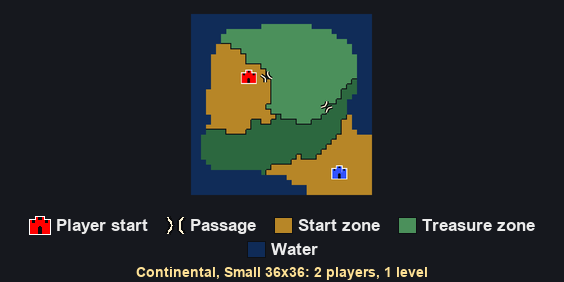 Player start Passage Start zone Treasure zone
Water
Continental, Small 36x36: 2 players, 1 level